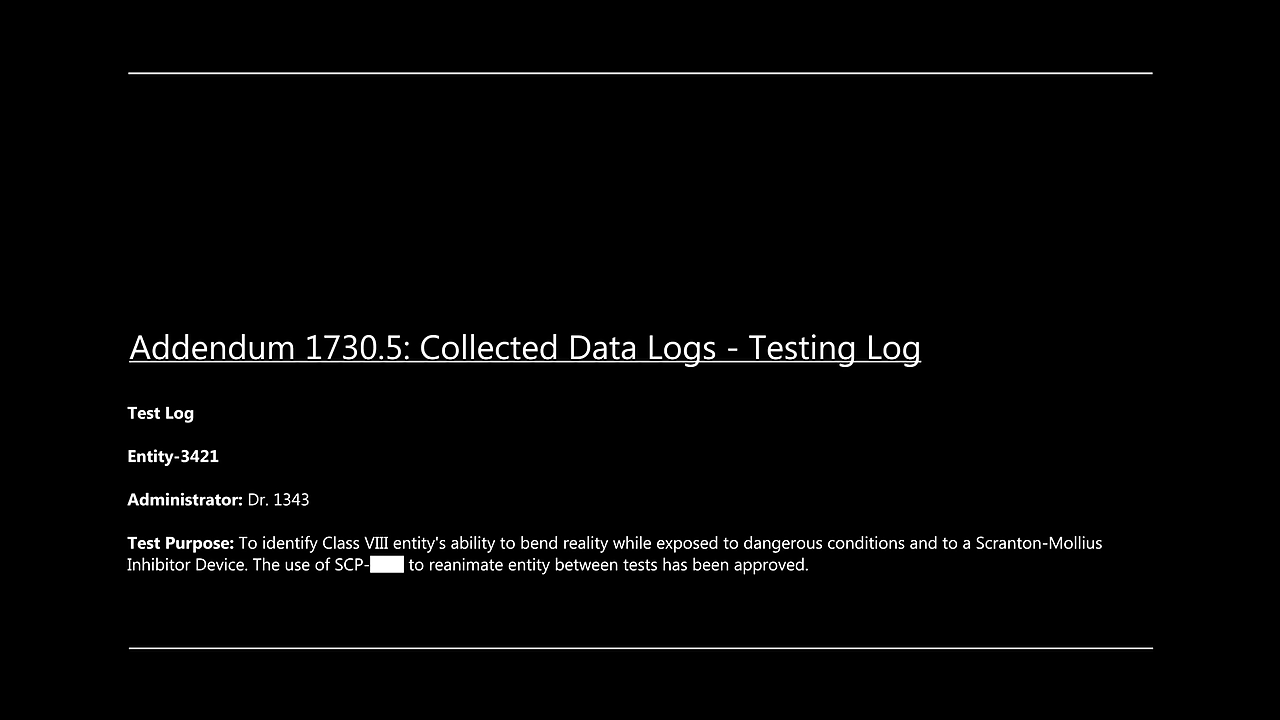 Addendum 1730.5: Collected Data Logs - Testing Log
Test Log
Entity-3421
Administrator: Dr. 1343
Test Purpose: To identify Class VIII entity's ability to bend reality while exposed to dangerous conditions and to a Scranton-Mollius
Inhibitor Device. The use of SCP-████ to reanimate entity between tests has been approved.